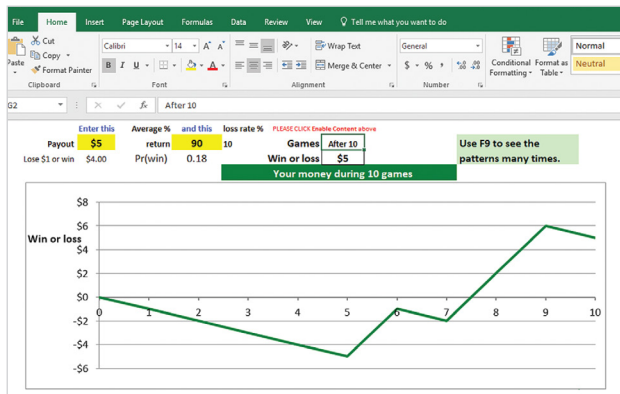 File Home Insert Page Layout Formulas Data Review View Tell me what you want to do
Cut
Copy
Format Painter
Paste
Calibri 14 A A
B I U A
Wrap Text
Merge & Center
General
$ % ,
Conditional Formatting
Format as Table
Normal
Neutral
Clipboard Font Alignment Number
G2 fx After 10
Enter this Average % and this loss rate % PLEASE CLICK Enable Content above
Payout $5 return 90 10 Games After 10 Use F9 to see the
Lose $1 or win $4.00 Pr(win) 0.18 Win or loss $5 patterns many times.
Your money during 10 games
$8
$6
Win or loss
$4
$2
$0
0 1 2 3 4 5 6 7 8 9 10
-$2
-$4
-$6